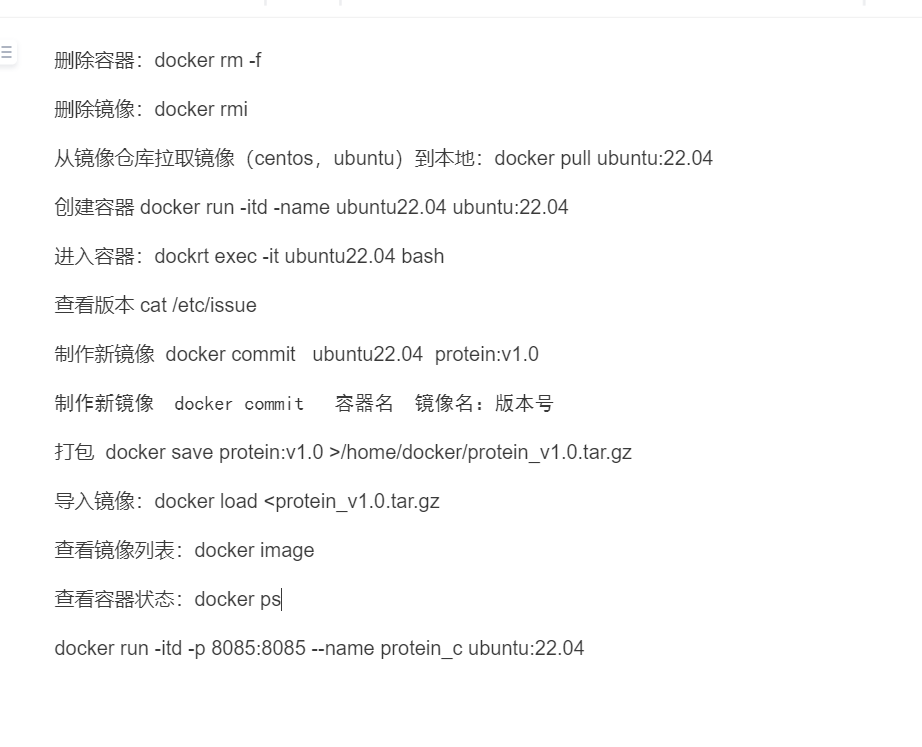 删除容器：docker rm -f
删除镜像：docker rmi
从镜像仓库拉取镜像（centos，ubuntu）到本地：docker pull ubuntu:22.04
创建容器 docker run -itd -name ubuntu22.04 ubuntu:22.04
进入容器：dockrt exec -it ubuntu22.04 bash
查看版本 cat /etc/issue
制作新镜像  docker commit   ubuntu22.04  protein:v1.0
制作新镜像  docker commit   容器名  镜像名：版本号
打包  docker save protein:v1.0 >/home/docker/protein_v1.0.tar.gz
导入镜像：docker load <protein_v1.0.tar.gz
查看镜像列表：docker image
查看容器状态：docker ps
docker run -itd -p 8085:8085 --name protein_c ubuntu:22.04